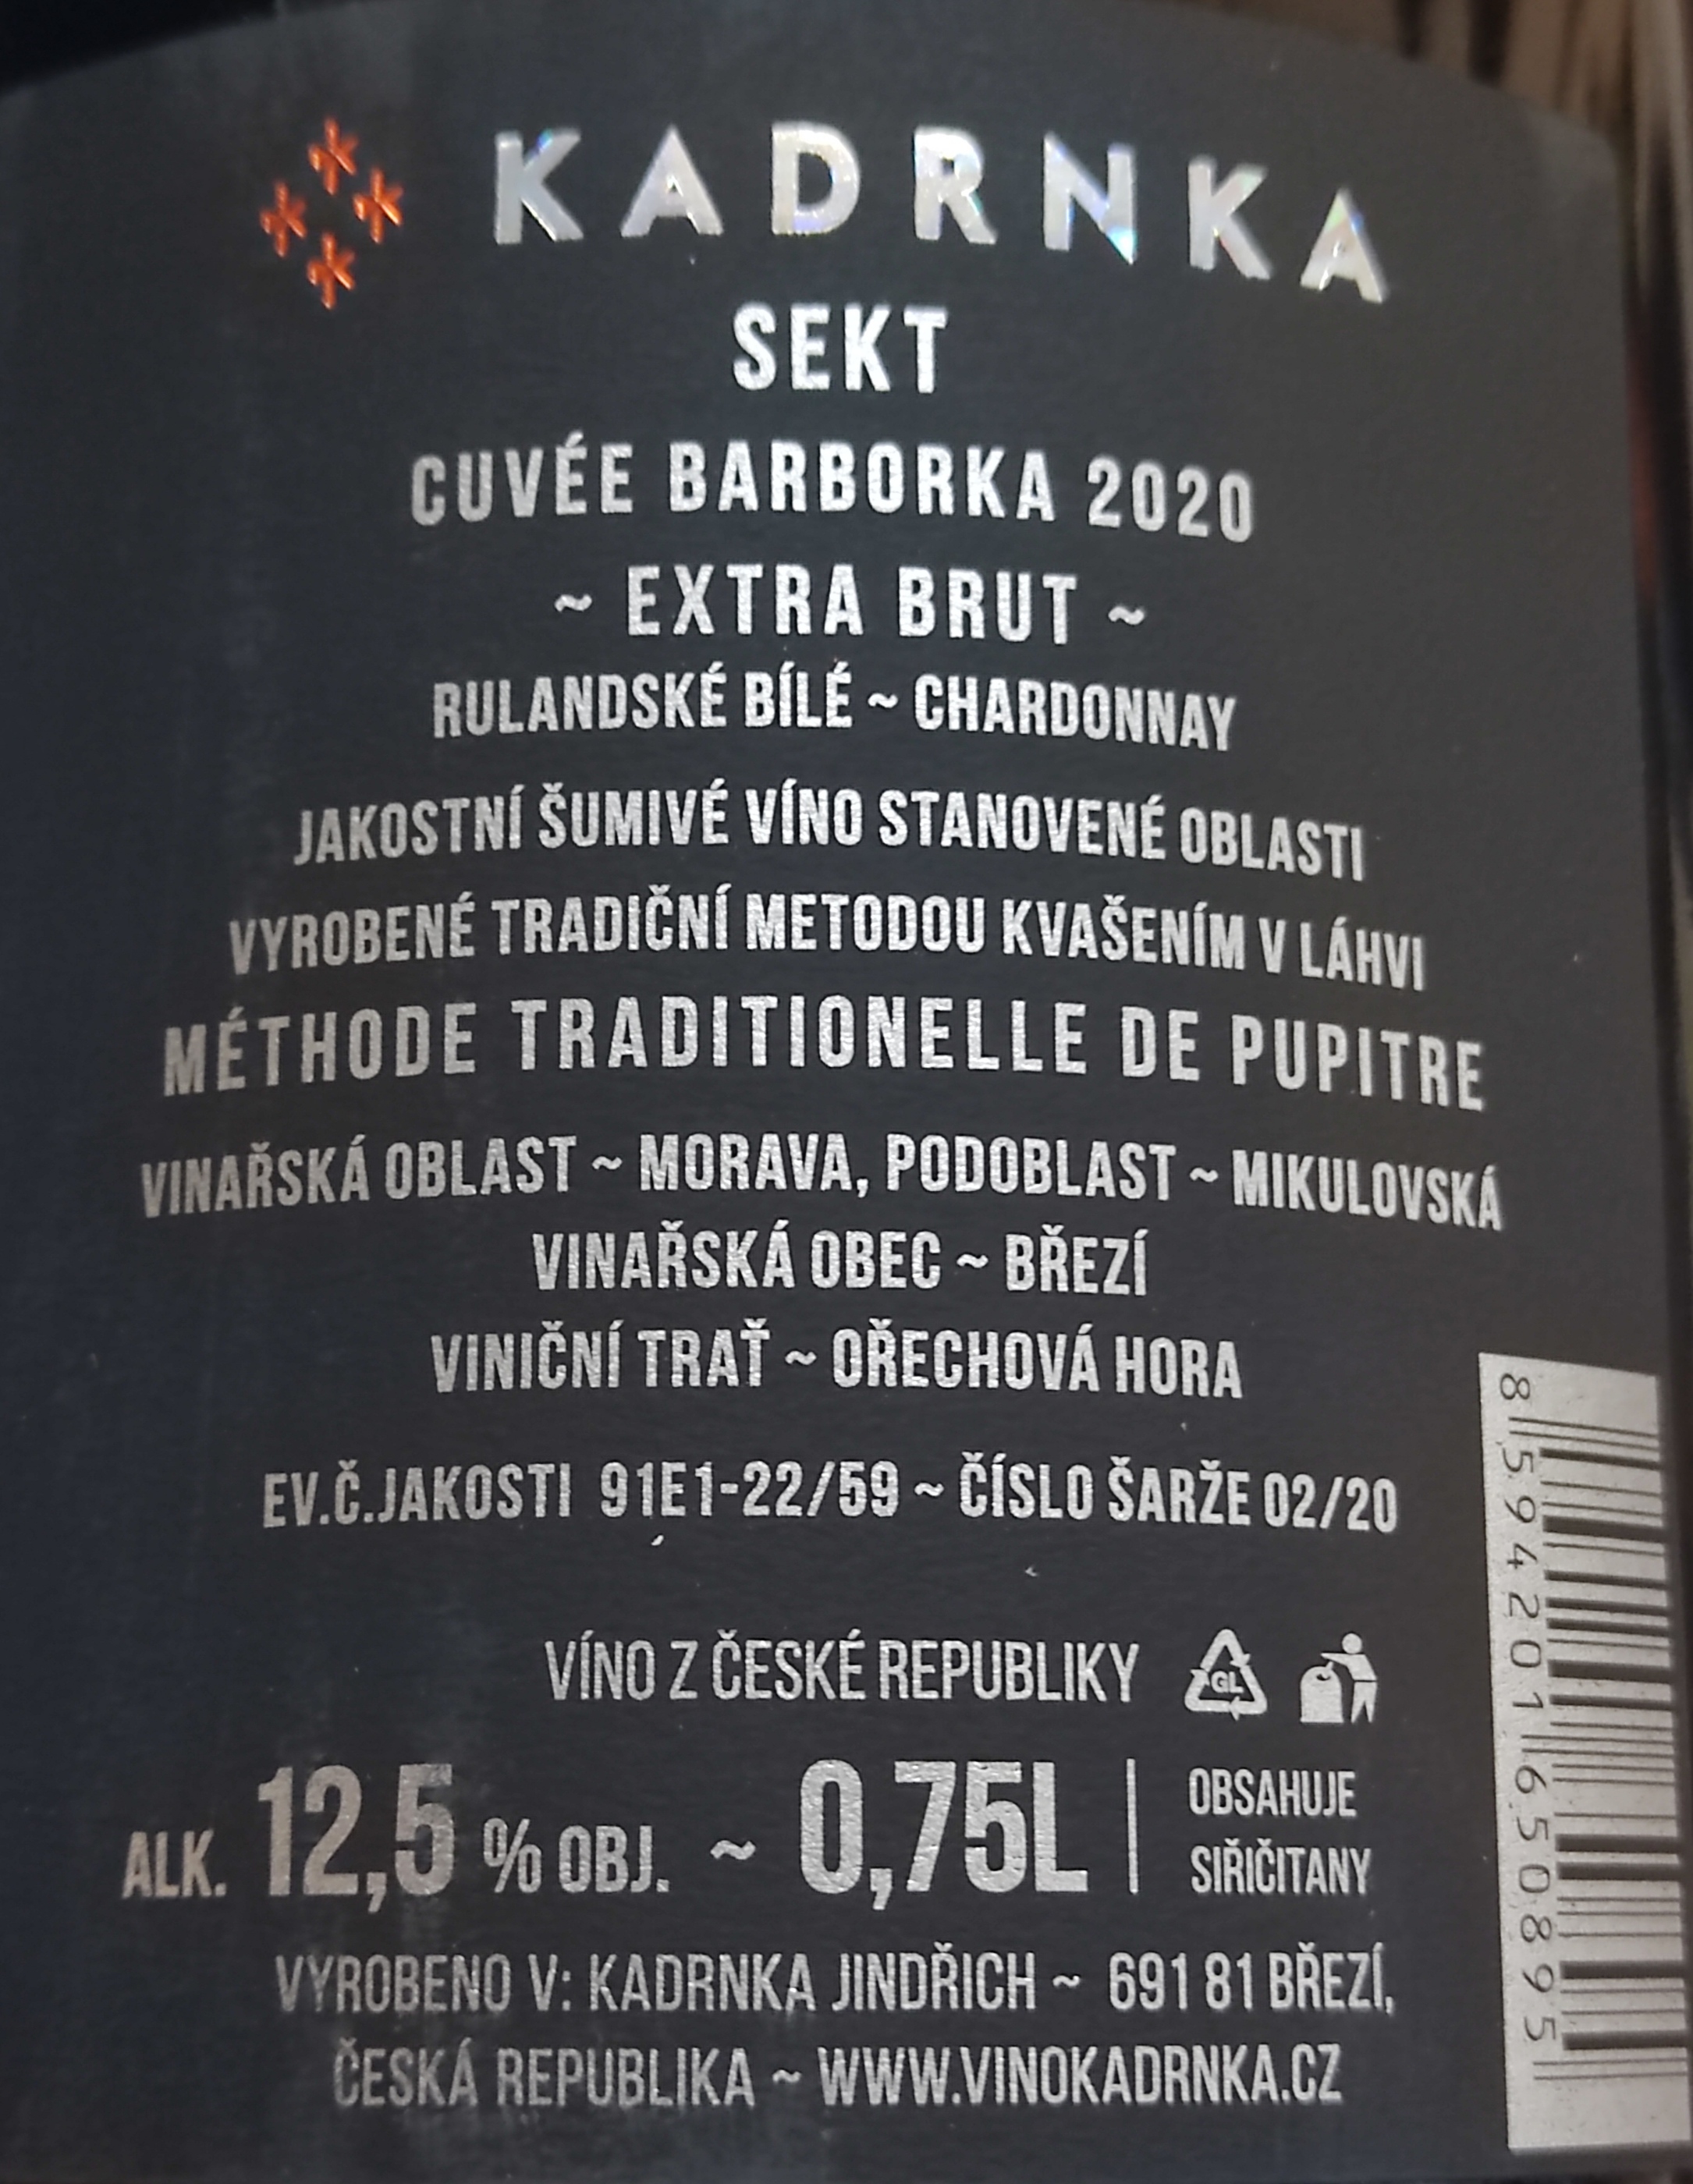 KADRNKA
SEKT
CUVÉE BARBORKA 2020
~ EXTRA BRUT ~
RULANDSKÉ BÍLÉ ~ CHARDONNAY
JAKOSTNÍ ŠUMIVÉ VÍNO STANOVENÉ OBLASTI
VYROBENÉ TRADIČNÍ METODOU KVAŠENÍM V LÁHVI
MÉTHODE TRADITIONELLE DE PUPITRE
VINAŘSKÁ OBLAST ~ MORAVA, PODOBLAST ~ MIKULOVSKÁ
VINAŘSKÁ OBEC ~ BŘEZÍ
VINIČNÍ TRAŤ ~ OŘECHOVÁ HORA
EV.Č.JAKOSTI 91E1-22/59 ~ ČÍSLO ŠARŽE 02/20
VÍNO Z ČESKÉ REPUBLIKY
GL
ALK. 12,5 % OBJ. ~ 0,75L
OBSAHUJE
SIŘIČITANY
VYROBENO V: KADRNKA JINDŘICH ~ 691 81 BŘEZÍ,
ČESKÁ REPUBLIKA ~ WWW.VINOKADRNKA.CZ
8594201650895